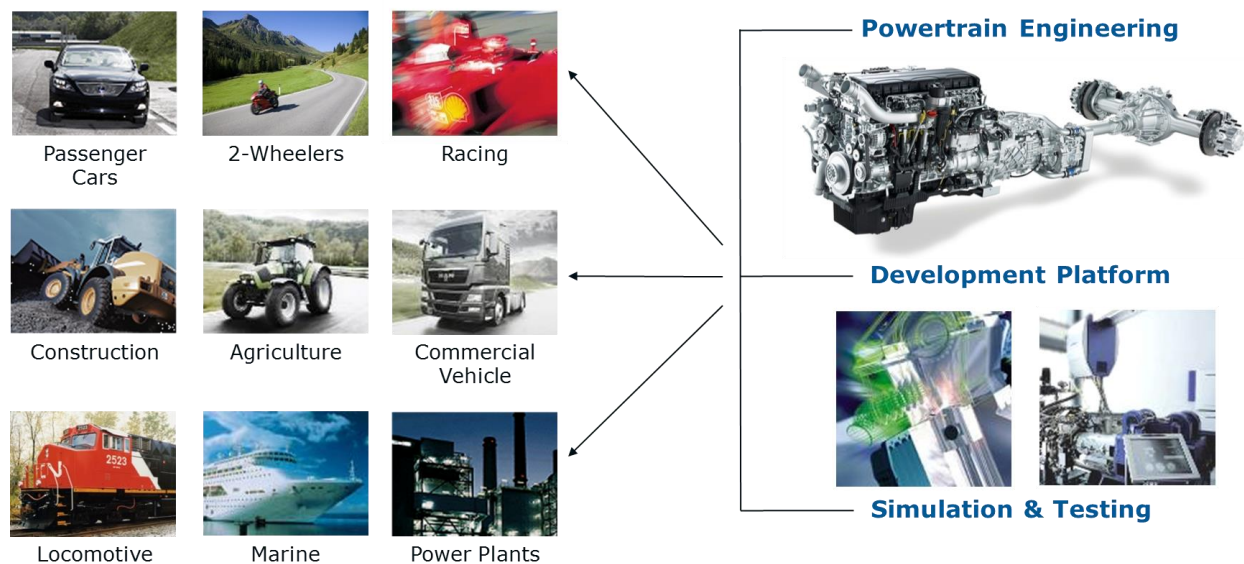 Passenger
Cars
2-Wheelers
Racing
Construction
Agriculture
Commercial
Vehicle
2523
Locomotive
Marine
Power Plants
Powertrain Engineering
Development Platform
Simulation & Testing